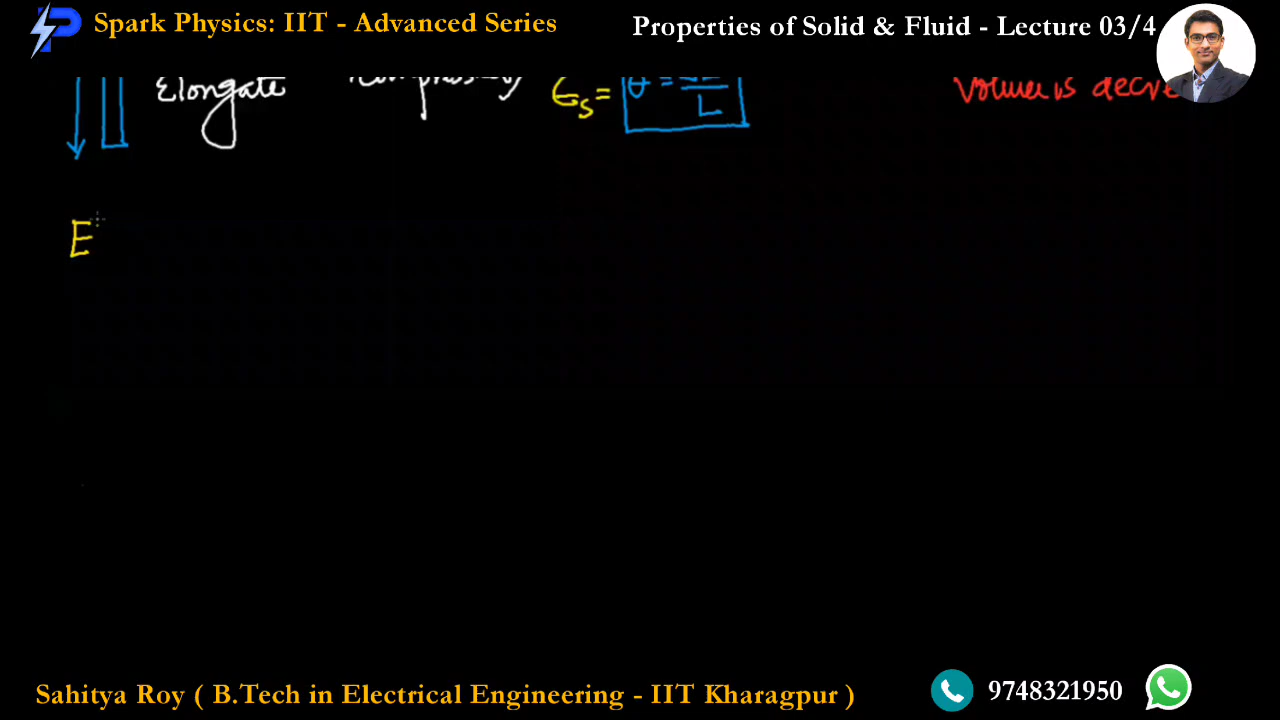 Spark Physics: IIT - Advanced Series
Properties of Solid & Fluid - Lecture 03/4
Elongate
ϵs = θ = L
Volume is decre
E
Sahitya Roy ( B.Tech in Electrical Engineering - IIT Kharagpur )
9748321950